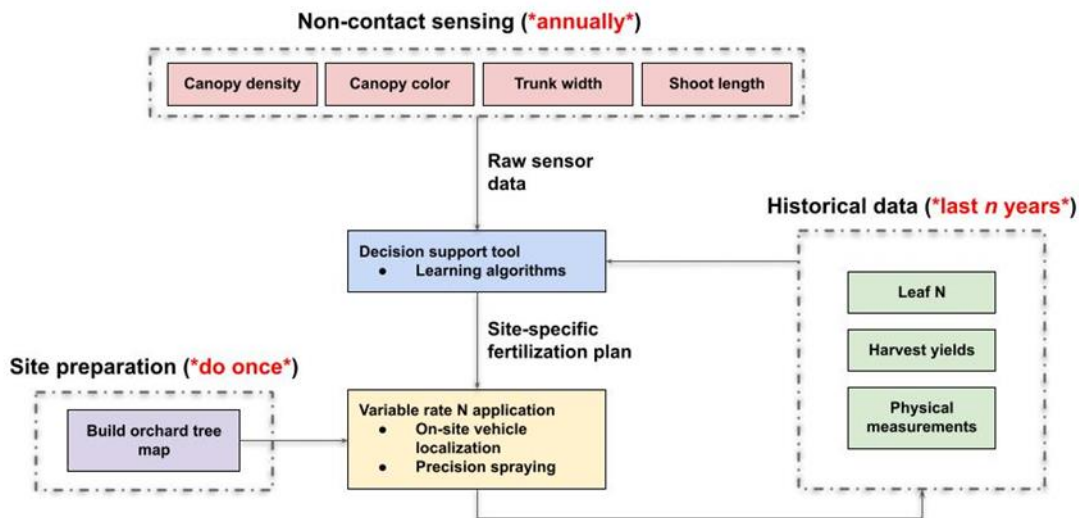 Non-contact sensing (*annually*)
Canopy density
Canopy color
Trunk width
Shoot length
Raw sensor
data
Historical data (*last n years*)
Decision support tool
● Learning algorithms
Leaf N
Harvest yields
Physical
measurements
Site-specific
fertilization plan
Site preparation (*do once*)
Build orchard tree
map
Variable rate N application
● On-site vehicle
localization
● Precision spraying